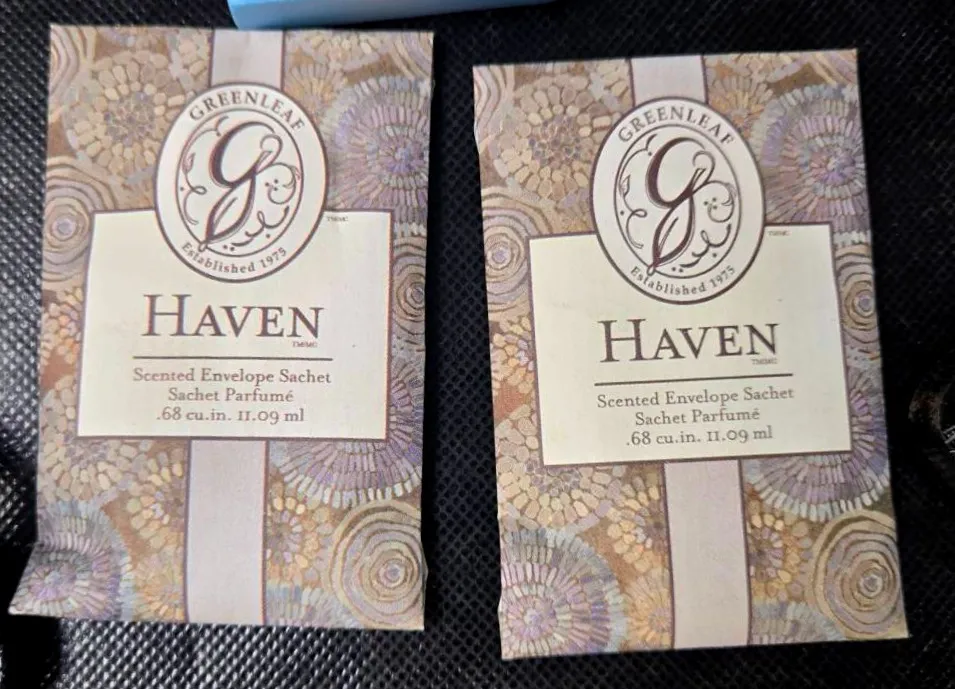 GREENLEAF
g
Established 1975
TM/MC
HAVEN
TM/MC
Scented Envelope Sachet
Sachet Parfumé
.68 cu.in. 11.09 ml
GREENLEAF
g
Established 1975
TM/MC
HAVEN
TM/MC
Scented Envelope Sachet
Sachet Parfumé
.68 cu.in. 11.09 ml